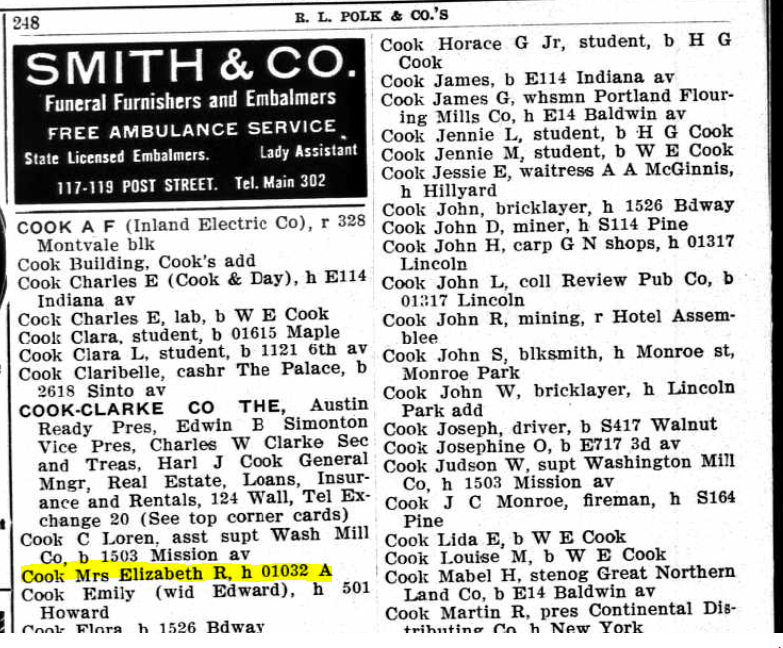 248
R. L. POLK & CO.'S
SMITH & CO.
Funeral Furnishers and Embalmers
FREE AMBULANCE SERVICE
State Licensed Embalmers. Lady Assistant
117-119 POST STREET. Tel. Main 302
COOK A F (Inland Electric Co), r 328
Montvale blk
Cook Building, Cook's add
Cook Charles E (Cook & Day), h E114
Indiana av
Cock Charles E, lab, b W E Cook
Cook Clara, student, b 01615 Maple
Cook Clara L, student, b 1121 6th av
Cook Claribelle, cashr The Palace, b
2618 Sinto av
COOK-CLARKE CO THE, Austin
Ready Pres, Edwin B Simonton
Vice Pres, Charles W Clarke Sec
and Treas, Harl J Cook General
Mngr, Real Estate, Loans, Insur-
ance and Rentals, 124 Wall, Tel Ex-
change 20 (See top corner cards)
Cook C Loren, asst supt Wash Mill
Co, b 1503 Mission av
Cook Mrs Elizabeth R, h 01032 A
Cook Emily (wid Edward), h 501
Howard
Cook Flora, b 1526 Bdway
Cook Horace G Jr, student, b H G
Cook
Cook James, b E114 Indiana av
Cook James G, whsmn Portland Flour-
ing Mills Co, h E14 Baldwin av
Cook Jennie L, student, b H G Cook
Cook Jennie M, student, b W E Cook
Cook Jessie E, waitress A A McGinnis,
h Hillyard
Cook John, bricklayer, h 1526 Bdway
Cook John D, miner, h S114 Pine
Cook John H, carp G N shops, h 01317
Lincoln
Cook John L, coll Review Pub Co, b
01317 Lincoln
Cook John R, mining, r Hotel Assem-
blee
Cook John S, blksmith, h Monroe st,
Monroe Park
Cook John W, bricklayer, h Lincoln
Park add
Cook Joseph, driver, b S417 Walnut
Cook Josephine O, b E717 3d av
Cook Judson W, supt Washington Mill
Co, h 1503 Mission av
Cook J C Monroe, fireman, h S164
Pine
Cook Lida E, b W E Cook
Cook Louise M, b W E Cook
Cook Mabel H, stenog Great Northern
Land Co, b E14 Baldwin av
Cook Martin R, pres Continental Dis-
tributing Co, h New York